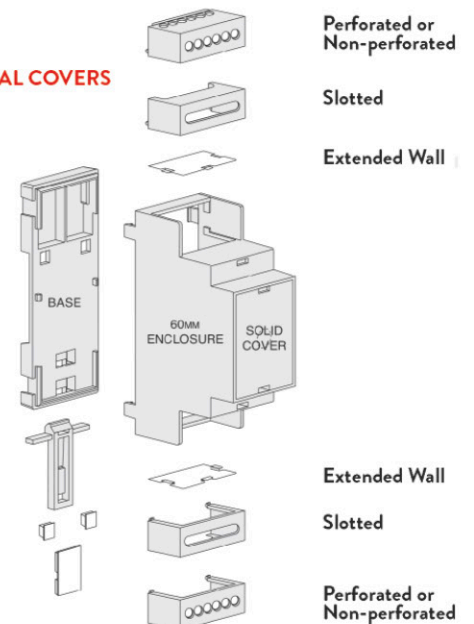 Perforated or
Non-perforated
AL COVERS
Slotted
Extended Wall
BASE
60MM
ENCLOSURE
SOLID
COVER
Extended Wall
Slotted
Perforated or
Non-perforated